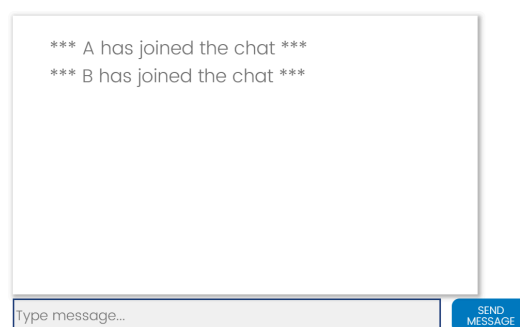 *** A has joined the chat ***
*** B has joined the chat ***
Type message...
SEND
MESSAGE